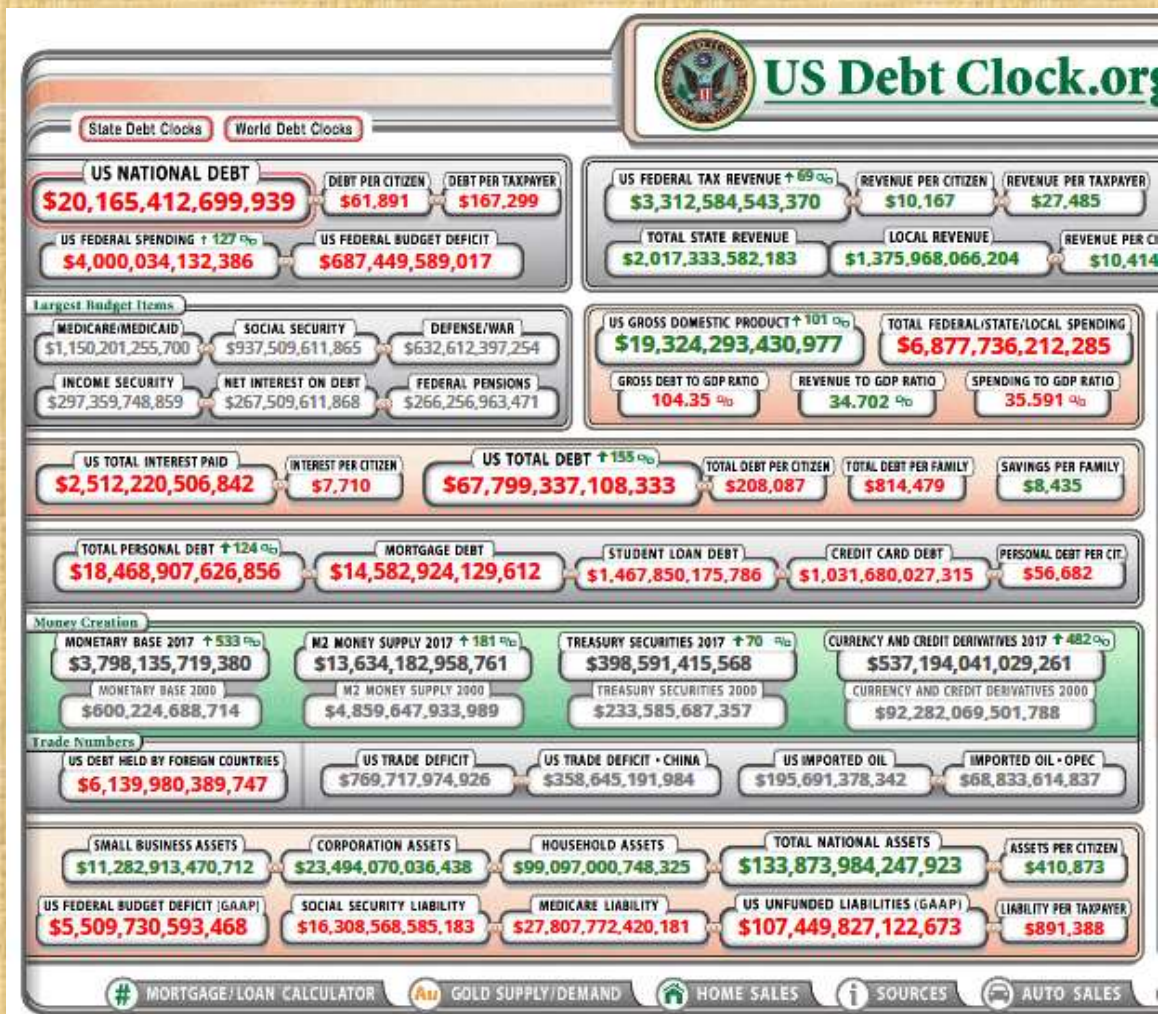 US Debt Clock.org
State Debt Clocks World Debt Clocks
US NATIONAL DEBT DEBT PER CITIZEN DEBT PER TAXPAYER
$20,165,412,699,939 $61,891 $167,299
US FEDERAL SPENDING ↑ 127 % US FEDERAL BUDGET DEFICIT
$4,000,034,132,386 $687,449,589,017
US FEDERAL TAX REVENUE ↑ 69 % REVENUE PER CITIZEN REVENUE PER TAXPAYER
$3,312,584,543,370 $10,167 $27,485
TOTAL STATE REVENUE LOCAL REVENUE REVENUE PER CI
$2,017,333,582,183 $1,375,968,066,204 $10,414
Largest Budget Items
MEDICARE/MEDICAID SOCIAL SECURITY DEFENSE/WAR
$1,150,201,255,700 $937,509,611,865 $632,612,397,254
INCOME SECURITY NET INTEREST ON DEBT FEDERAL PENSIONS
$297,359,748,859 $267,509,611,868 $266,256,963,471
US GROSS DOMESTIC PRODUCT ↑ 101 % TOTAL FEDERAL/STATE/LOCAL SPENDING
$19,324,293,430,977 $6,877,736,212,285
GROSS DEBT TO GDP RATIO REVENUE TO GDP RATIO SPENDING TO GDP RATIO
104.35 % 34.702 % 35.591 %
US TOTAL INTEREST PAID INTEREST PER CITIZEN US TOTAL DEBT ↑ 155 % TOTAL DEBT PER CITIZEN TOTAL DEBT PER FAMILY SAVINGS PER FAMILY
$2,512,220,506,842 $7,710 $67,799,337,108,333 $208,087 $814,479 $8,435
TOTAL PERSONAL DEBT ↑ 124 % MORTGAGE DEBT STUDENT LOAN DEBT CREDIT CARD DEBT PERSONAL DEBT PER CIT.
$18,468,907,626,856 $14,582,924,129,612 $1,467,850,175,786 $1,031,680,027,315 $56,682
Money Creation
MONETARY BASE 2017 ↑ 533 % M2 MONEY SUPPLY 2017 ↑ 181 % TREASURY SECURITIES 2017 ↑ 70 % CURRENCY AND CREDIT DERIVATIVES 2017 ↑ 482 %
$3,798,135,719,380 $13,634,182,958,761 $398,591,415,568 $537,194,041,029,261
MONETARY BASE 2000 M2 MONEY SUPPLY 2000 TREASURY SECURITIES 2000 CURRENCY AND CREDIT DERIVATIVES 2000
$600,224,688,714 $4,859,647,933,989 $233,585,687,357 $92,282,069,501,788
Trade Numbers
US DEBT HELD BY FOREIGN COUNTRIES US TRADE DEFICIT US TRADE DEFICIT • CHINA US IMPORTED OIL IMPORTED OIL • OPEC
$6,139,980,389,747 $769,717,974,926 $358,645,191,984 $195,691,378,342 $68,833,614,837
SMALL BUSINESS ASSETS CORPORATION ASSETS HOUSEHOLD ASSETS TOTAL NATIONAL ASSETS ASSETS PER CITIZEN
$11,282,913,470,712 $23,494,070,036,438 $99,097,000,748,325 $133,873,984,247,923 $410,873
US FEDERAL BUDGET DEFICIT [GAAP] SOCIAL SECURITY LIABILITY MEDICARE LIABILITY US UNFUNDED LIABILITIES (GAAP) LIABILITY PER TAXPAYER
$5,509,730,593,468 $16,308,568,585,183 $27,807,772,420,181 $107,449,827,122,673 $891,388
# MORTGAGE/LOAN CALCULATOR Au GOLD SUPPLY/DEMAND HOME SALES i SOURCES AUTO SALES